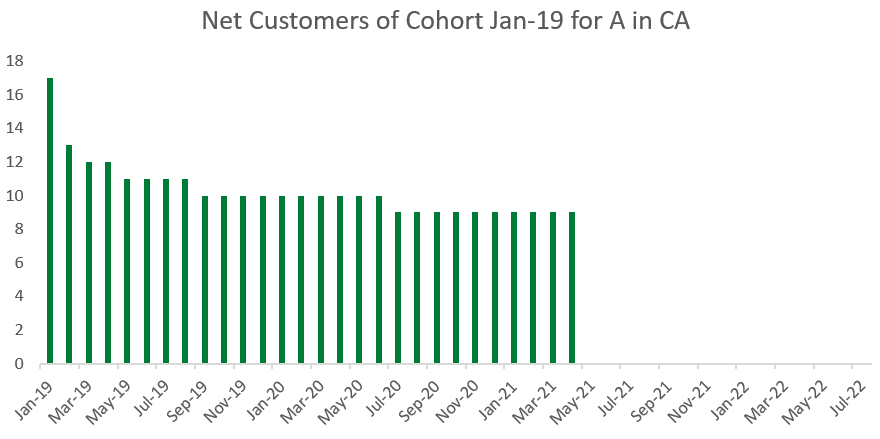 Net Customers of Cohort Jan-19 for A in CA
18
16
14
12
10
8
6
4
2
0
Jan-19
Mar-19
May-19
Jul-19
Sep-19
Nov-19
Jan-20
Mar-20
May-20
Jul-20
Sep-20
Nov-20
Jan-21
Mar-21
May-21
Jul-21
Sep-21
Nov-21
Jan-22
Mar-22
May-22
Jul-22